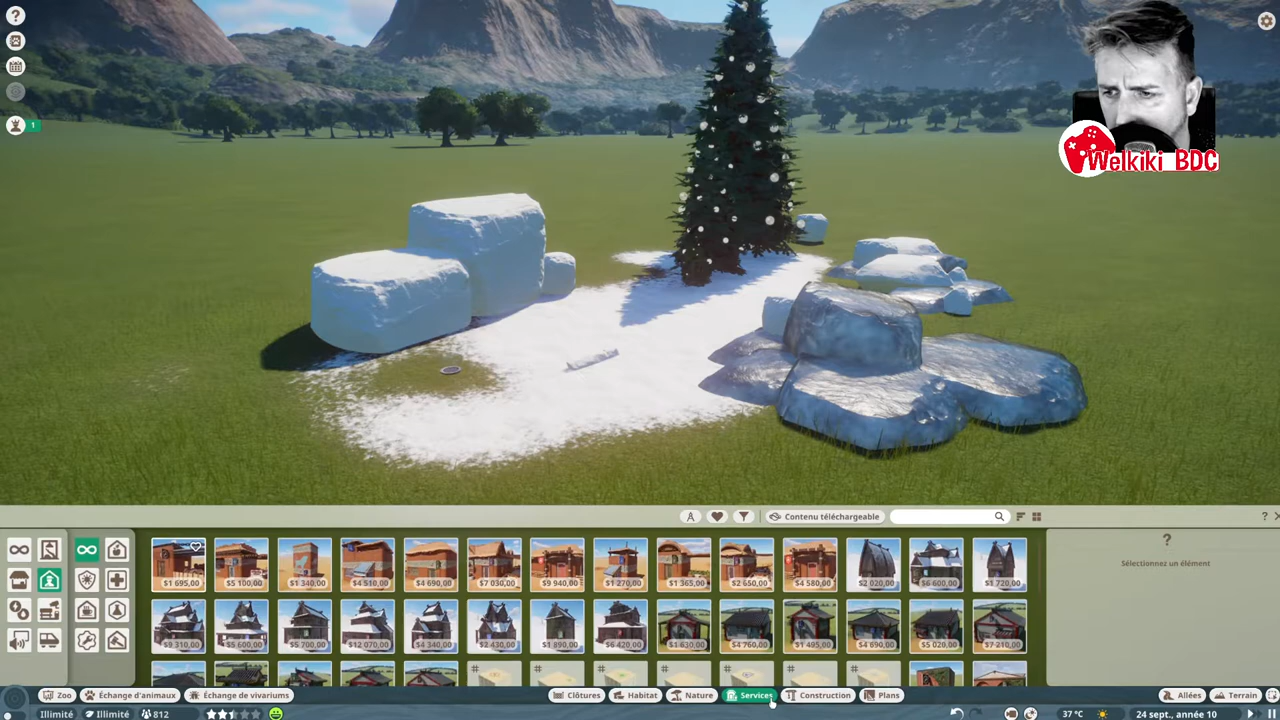 1
Welkiki BDC
Contenu téléchargeable
?
$1 695,00 $5 100,00 $1 340,00 $4 510,00 $4 690,00 $7 030,00 $9 940,00 $1 270,00 $1 365,00 $2 650,00 $4 580,00 $2 020,00 $6 600,00 $1 720,00
Sélectionnez un élément
$9 310,00 $5 600,00 $5 700,00 $12 070,00 $4 340,00 $2 430,00 $1 890,00 $6 420,00 $1 630,00 $4 760,00 $1 495,00 $4 690,00 $5 020,00 $7 210,00
Zoo Échange d'animaux Échange de vivariums Clôtures Habitat Nature Services Construction Plans Allées Terrain
Illimité Illimité 812 37 °C 24 sept., année 10